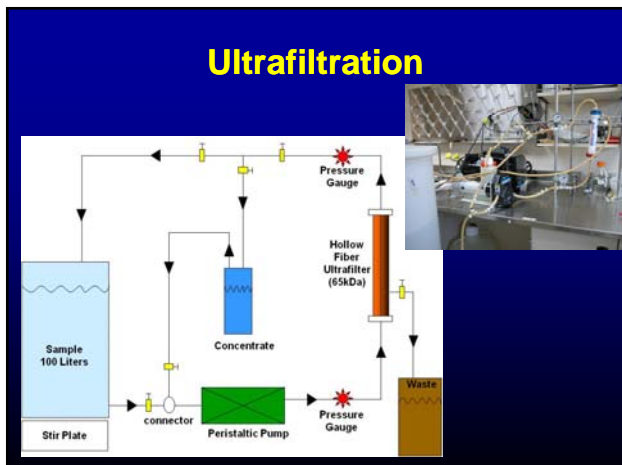 Ultrafiltration
Pressure
Gauge
Hollow
Fiber
Ultrafilter
(65kDa)
Sample
100 Liters
Concentrate
Waste
connector
Peristaltic Pump
Pressure
Gauge
Stir Plate